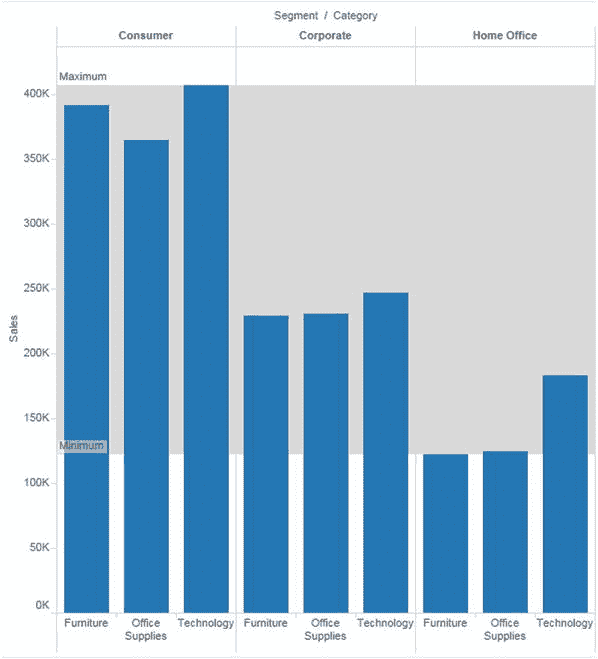 Segment / Category
Consumer Corporate Home Office
Maximum
400K
350K
300K
250K
200K
150K
Minimum
100K
50K
0K
Sales
Furniture Office Supplies Technology Furniture Office Supplies Technology Furniture Office Supplies Technology